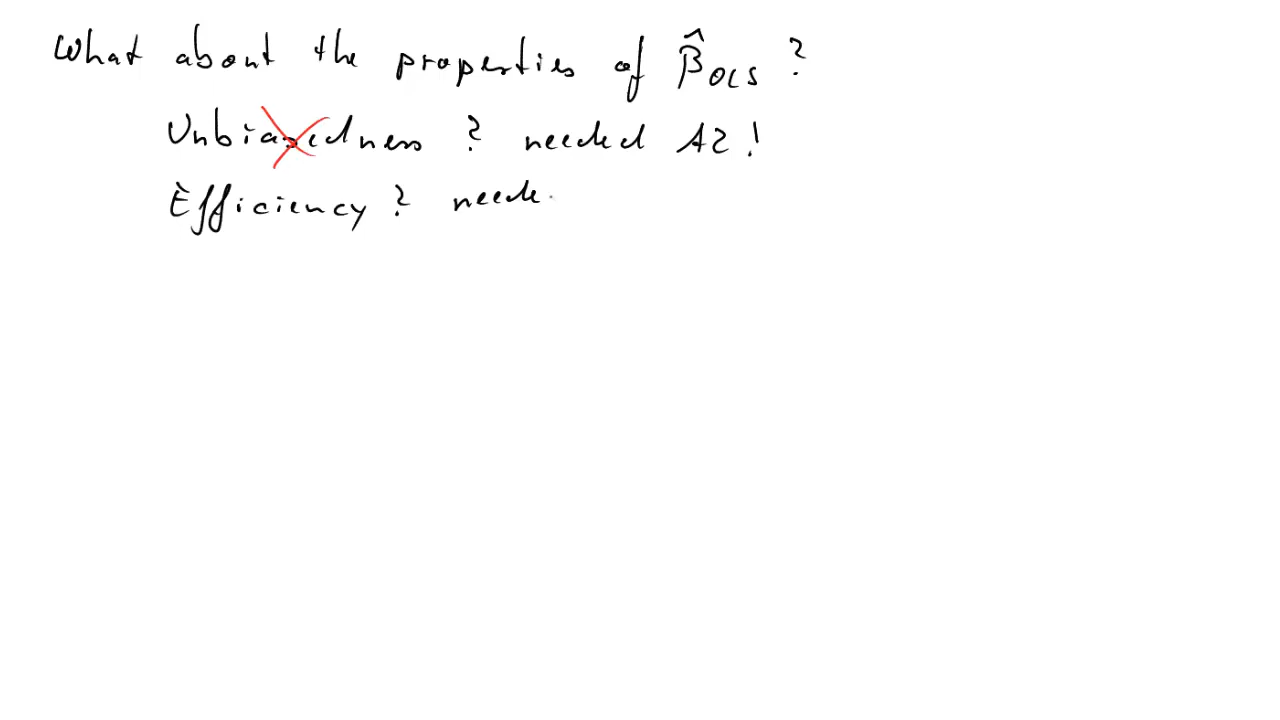 What about the properties of β̂OLS ?
Unbiasedness ? needed A2 !
Efficiency ? neede